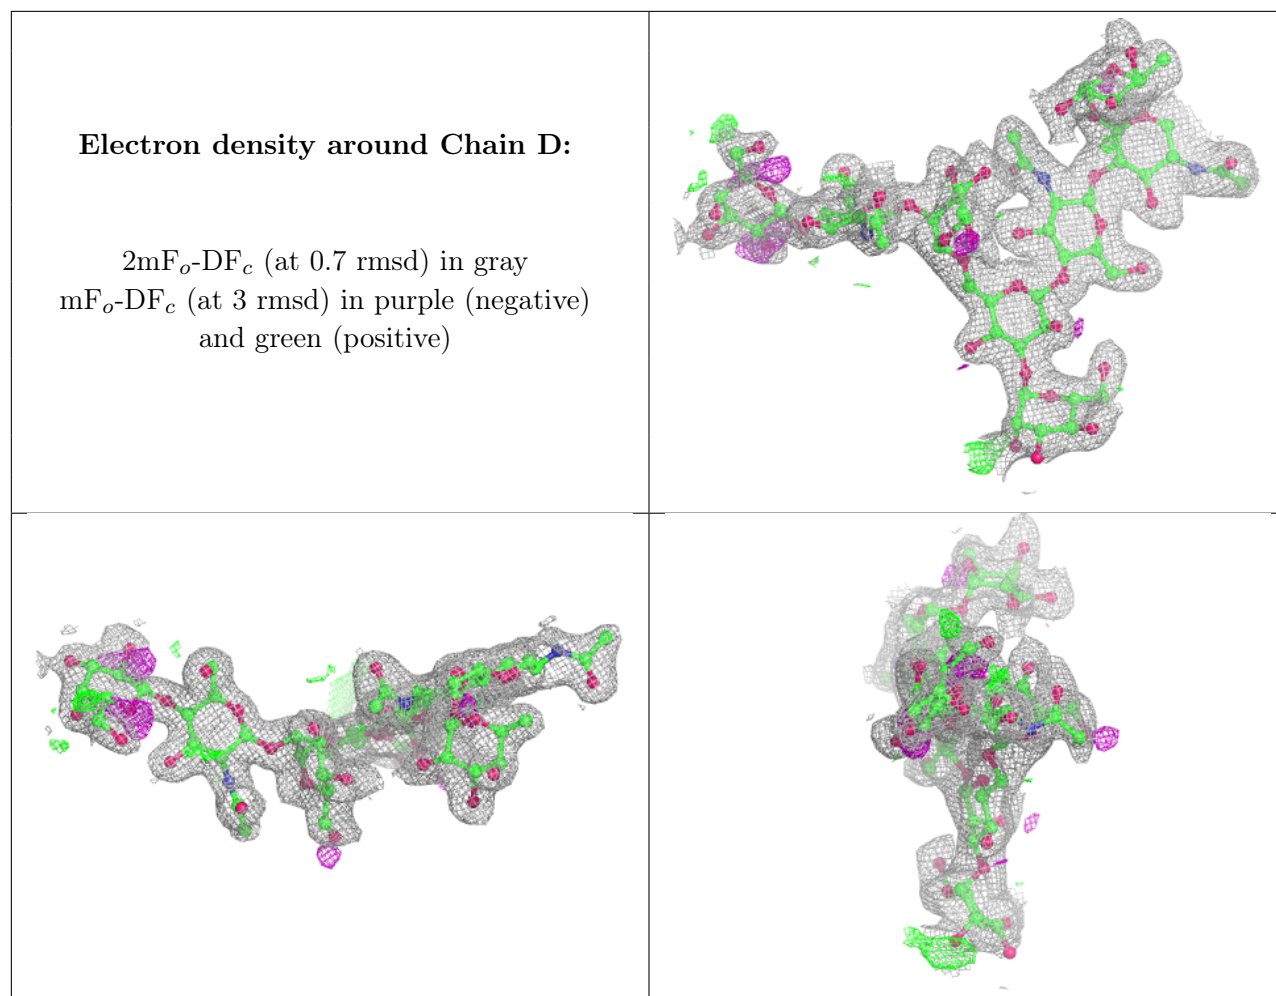 Electron density around Chain D:
2mFₒ-DF𝒸 (at 0.7 rmsd) in gray
mFₒ-DF𝒸 (at 3 rmsd) in purple (negative)
and green (positive)